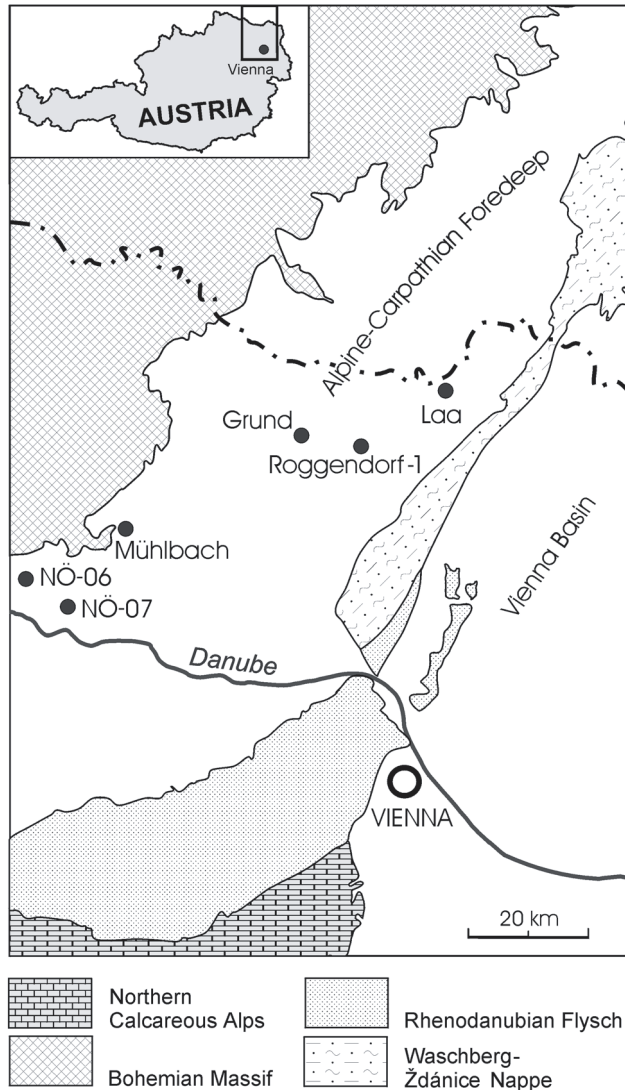 Vienna
AUSTRIA
Alpine-Carpathian Foredeep
Laa
Grund
Roggendorf-1
Mühlbach
NÖ-06
NÖ-07
Vienna Basin
Danube
VIENNA
20 km
Northern
Calcareous Alps
Rhenodanubian Flysch
Bohemian Massif
Waschberg-
Ždánice Nappe